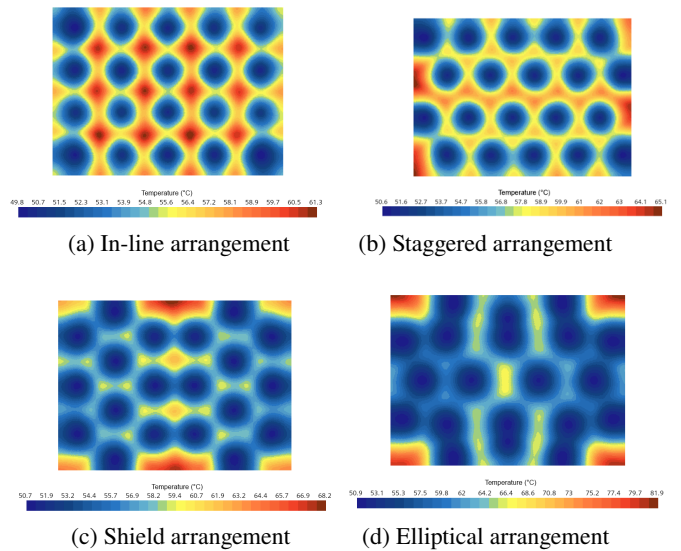 Temperature (°C)
49.8 50.7 51.5 52.3 53.1 53.9 54.8 55.6 56.4 57.2 58.1 58.9 59.7 60.5 61.3
(a) In-line arrangement
Temperature (°C)
50.6 51.6 52.7 53.7 54.7 55.8 56.8 57.8 58.9 59.9 61 62 63 64.1 65.1
(b) Staggered arrangement
Temperature (°C)
50.7 51.9 53.2 54.4 55.7 56.9 58.2 59.4 60.7 61.9 63.2 64.4 65.7 66.9 68.2
(c) Shield arrangement
Temperature (°C)
50.9 53.1 55.3 57.5 59.7 62 64.2 66.4 68.6 70.8 73 75.2 77.5 79.7 81.9
(d) Elliptical arrangement